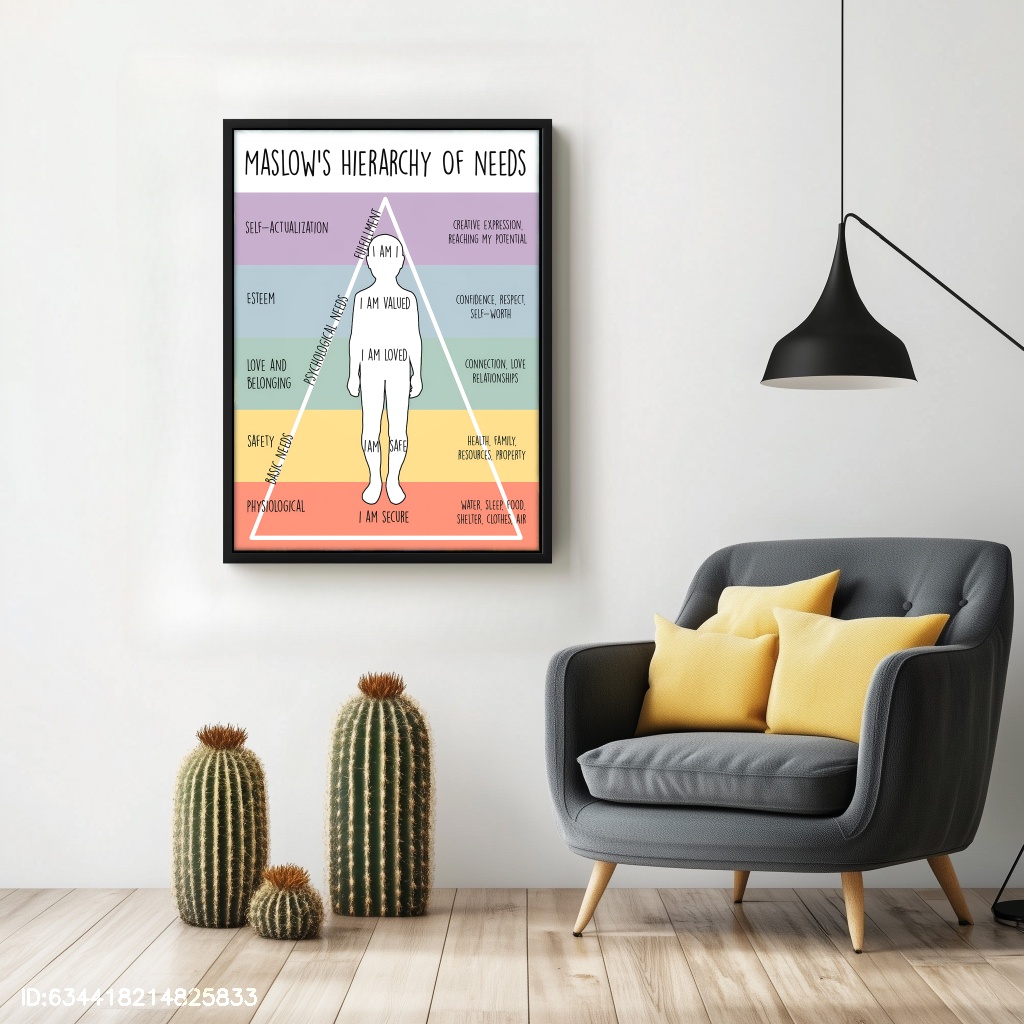 MASLOW'S HIERARCHY OF NEEDS
SELF-ACTUALIZATION
FULFILLMENT
I AM I
CREATIVE EXPRESSION,
REACHING MY POTENTIAL
ESTEEM
PSYCHOLOGICAL NEEDS
I AM VALUED
CONFIDENCE, RESPECT,
SELF-WORTH
LOVE AND
BELONGING
I AM LOVED
CONNECTION, LOVE
RELATIONSHIPS
SAFETY
BASIC NEEDS
I AM SAFE
HEALTH, FAMILY,
RESOURCES, PROPERTY
PHYSIOLOGICAL
I AM SECURE
WATER, SLEEP, FOOD,
SHELTER, CLOTHES, AIR
ID:634418214825833